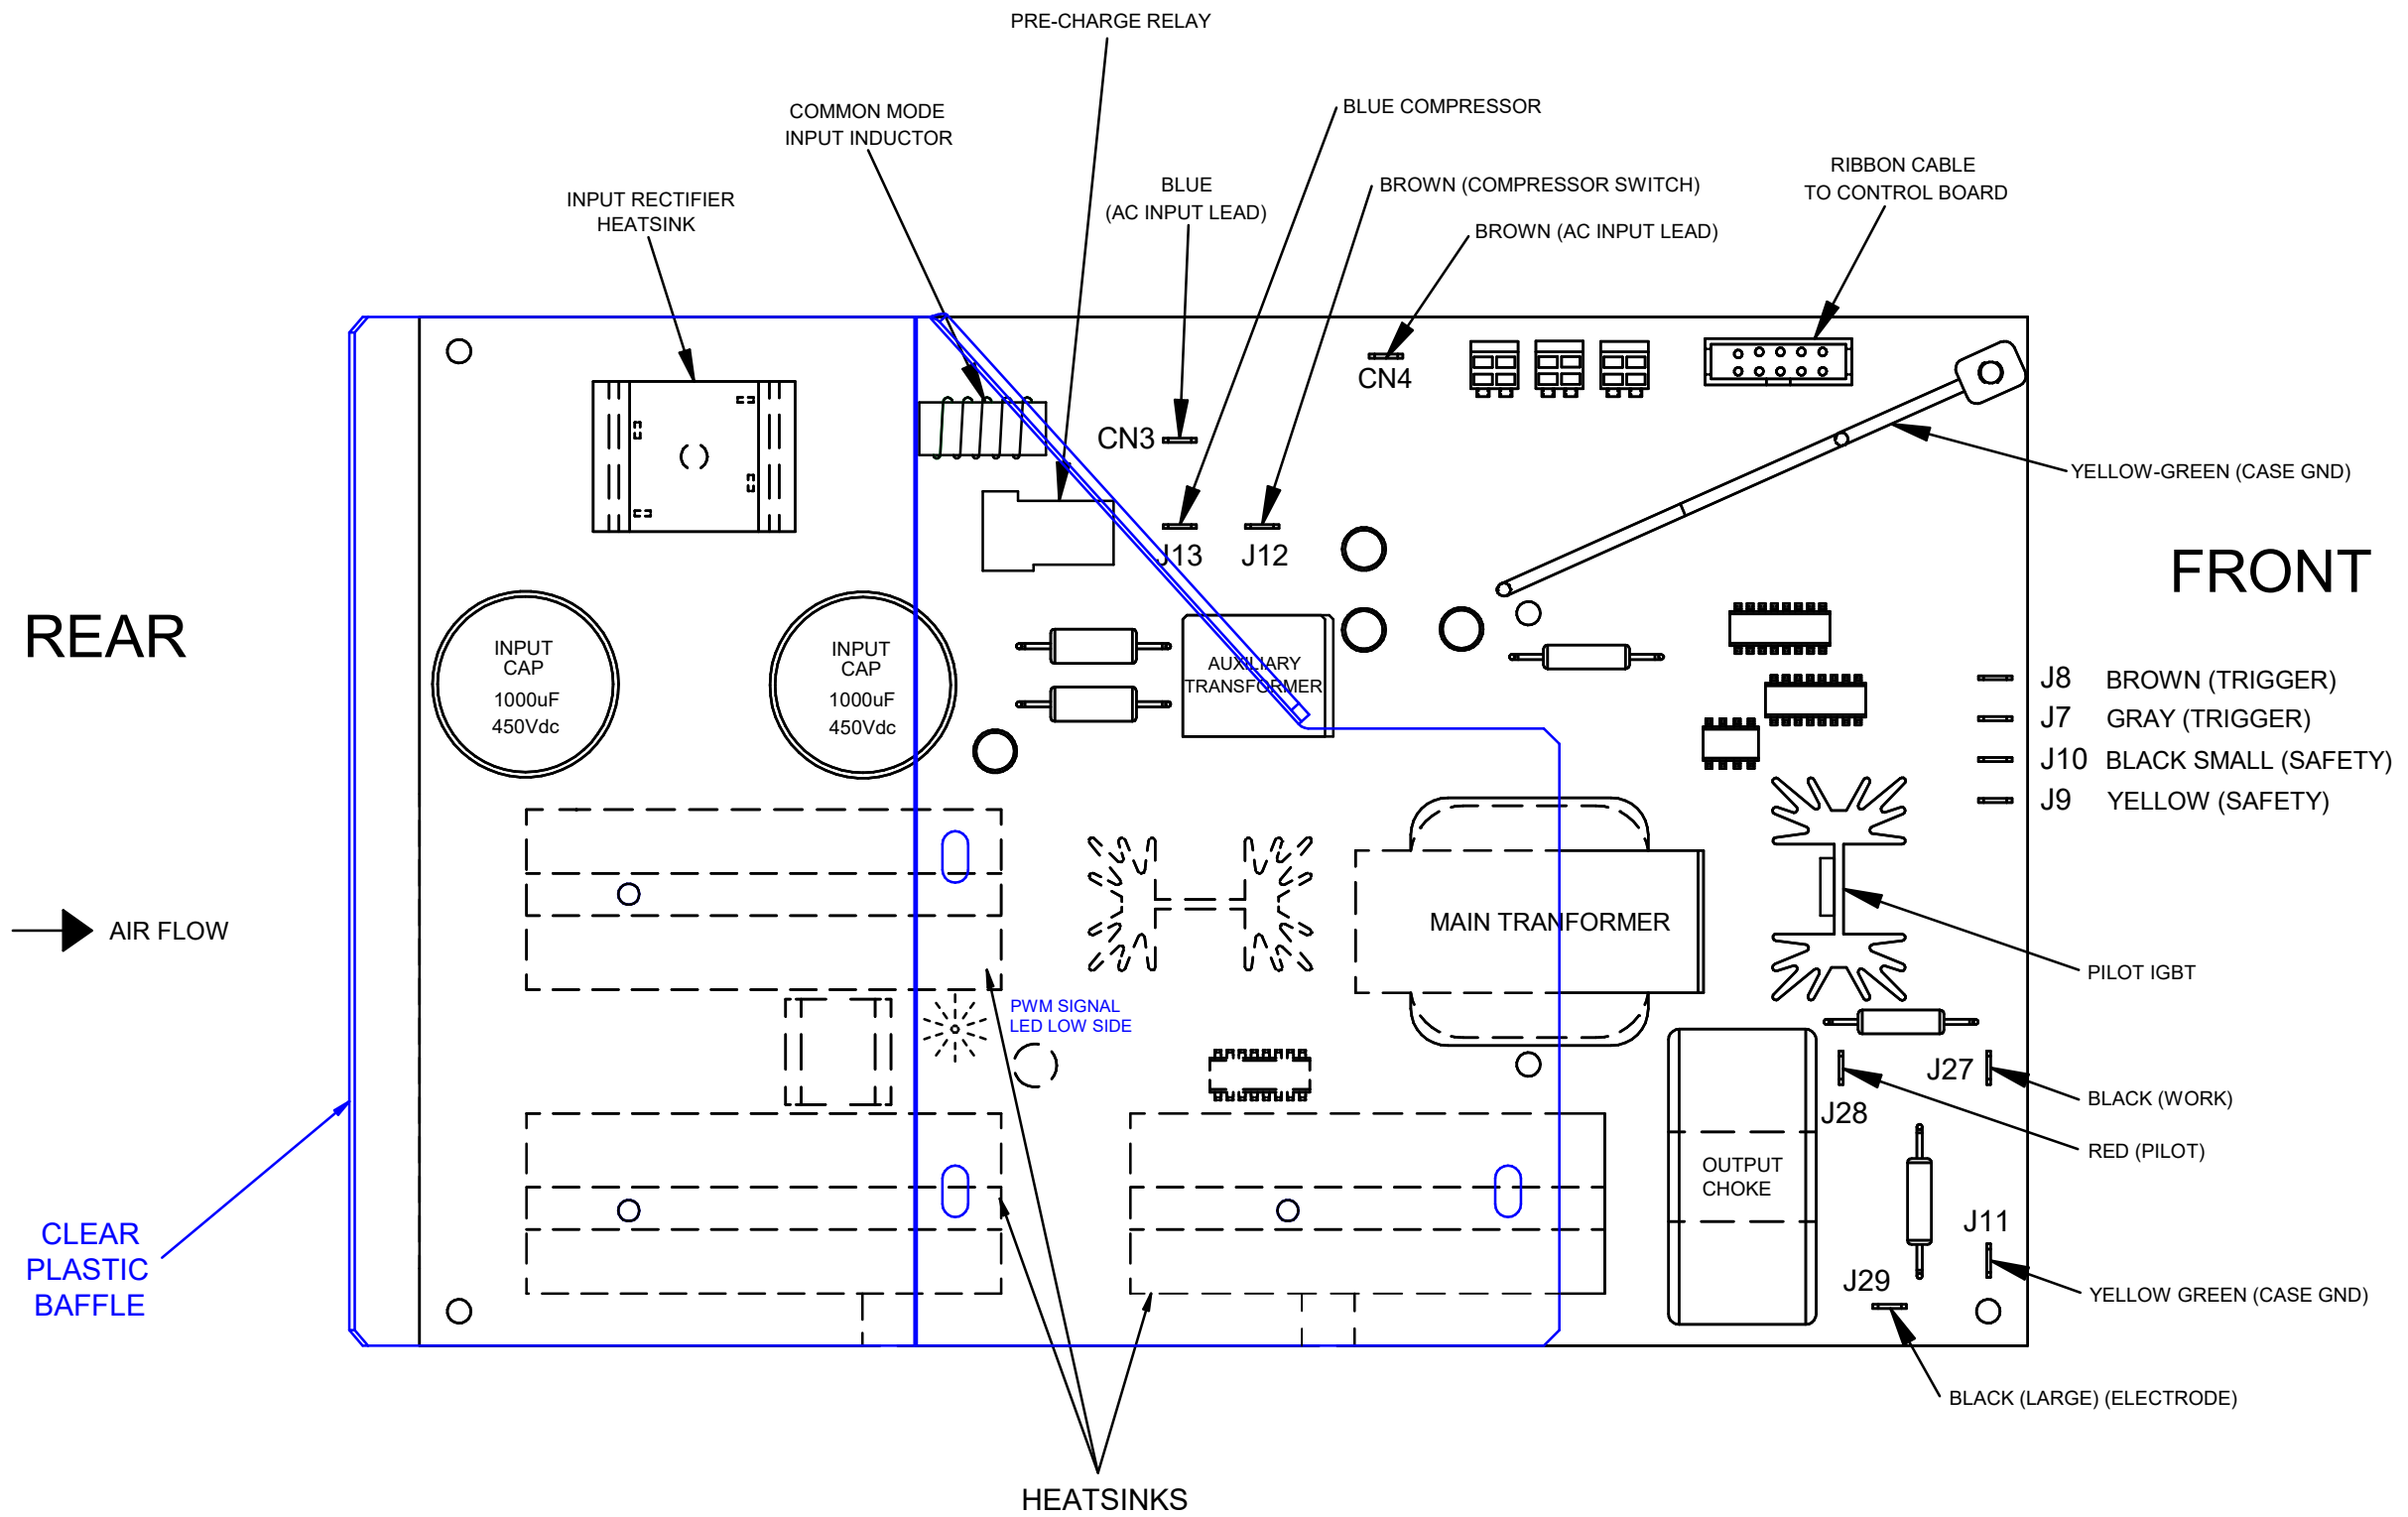 PRE-CHARGE RELAY
COMMON MODE
INPUT INDUCTOR
BLUE COMPRESSOR
INPUT RECTIFIER
HEATSINK
BLUE
(AC INPUT LEAD)
BROWN (COMPRESSOR SWITCH)
BROWN (AC INPUT LEAD)
RIBBON CABLE
TO CONTROL BOARD
CN4
CN3
YELLOW-GREEN (CASE GND)
J13
J12
FRONT
REAR
INPUT
CAP
1000uF
450Vdc
INPUT
CAP
1000uF
450Vdc
AUXILIARY
TRANSFORMER
J8 BROWN (TRIGGER)
J7 GRAY (TRIGGER)
J10 BLACK SMALL (SAFETY)
J9 YELLOW (SAFETY)
AIR FLOW
MAIN TRANFORMER
PILOT IGBT
PWM SIGNAL
LED LOW SIDE
J27
BLACK (WORK)
J28
RED (PILOT)
OUTPUT
CHOKE
CLEAR
PLASTIC
BAFFLE
J11
J29
YELLOW GREEN (CASE GND)
BLACK (LARGE) (ELECTRODE)
HEATSINKS